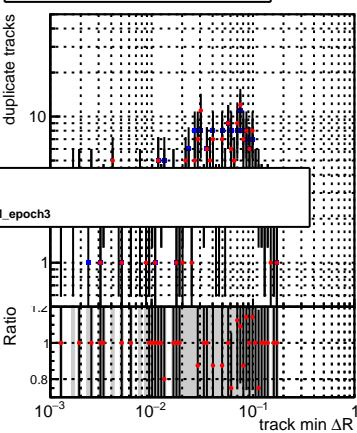 duplicate tracks
10
l_epoch3
1
Ratio
1.2
1
0.8
10⁻³
10⁻²
10⁻¹
1
track min ΔR